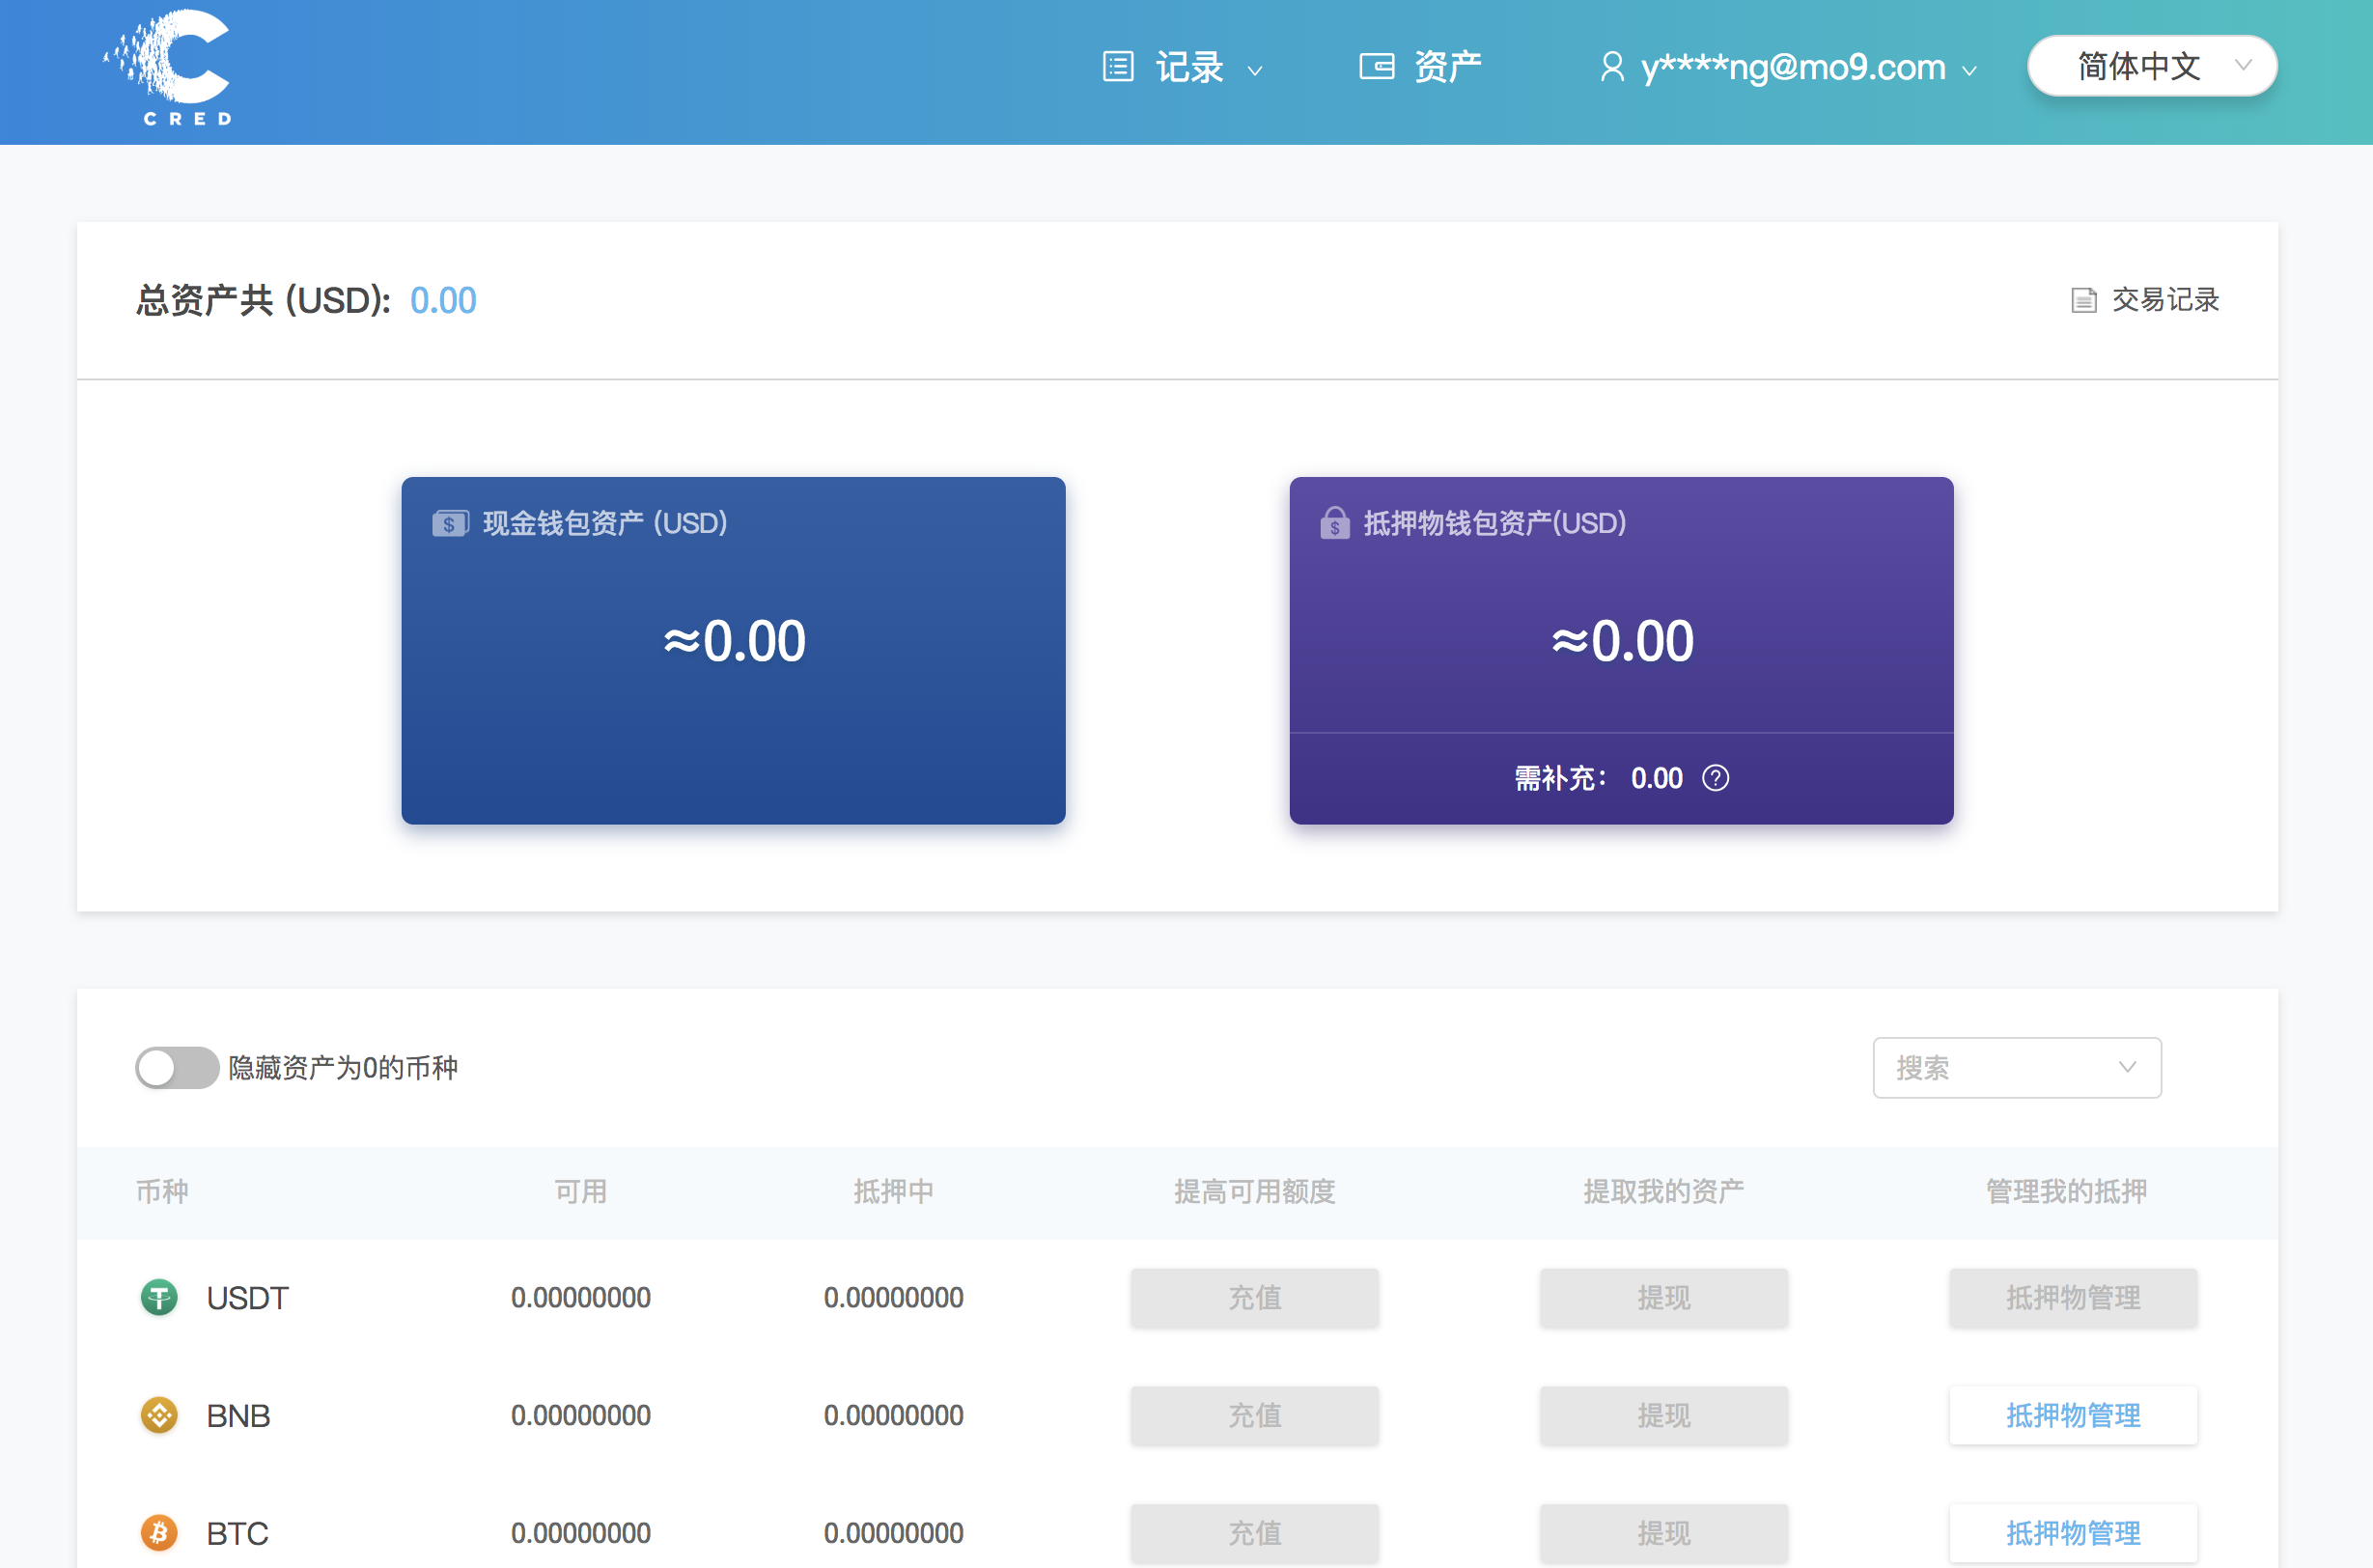 CRED
记录 资产 y****ng@mo9.com 简体中文
总资产共 (USD): 0.00 交易记录
现金钱包资产 (USD) 抵押物钱包资产(USD)
≈0.00 ≈0.00
需补充： 0.00
隐藏资产为0的币种 搜索
币种 可用 抵押中 提高可用额度 提取我的资产 管理我的抵押
USDT 0.00000000 0.00000000 充值 提现 抵押物管理
BNB 0.00000000 0.00000000 充值 提现 抵押物管理
BTC 0.00000000 0.00000000 充值 提现 抵押物管理